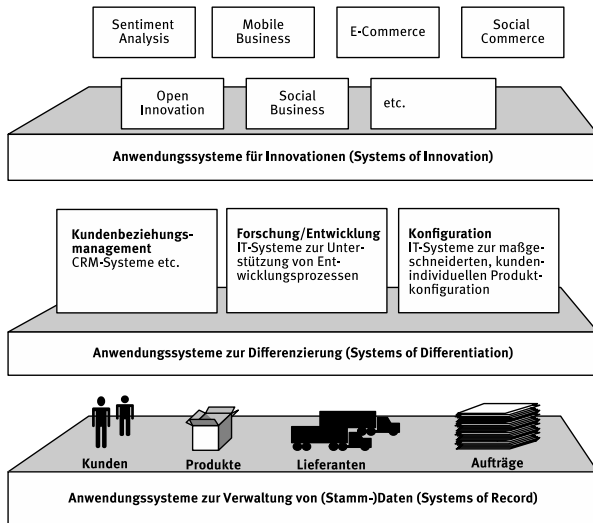 Sentiment
Analysis
Mobile
Business
E-Commerce
Social
Commerce
Open
Innovation
Social
Business
etc.
Anwendungssysteme für Innovationen (Systems of Innovation)
Kundenbeziehungs-
management
CRM-Systeme etc.
Forschung/Entwicklung
IT-Systeme zur Unter-
stützung von Ent-
wicklungsprozessen
Konfiguration
IT-Systeme zur maßge-
schneiderten, kunden-
individuellen Produkt-
konfiguration
Anwendungssysteme zur Differenzierung (Systems of Differentiation)
Kunden
Produkte
Lieferanten
Aufträge
Anwendungssysteme zur Verwaltung von (Stamm-)Daten (Systems of Record)